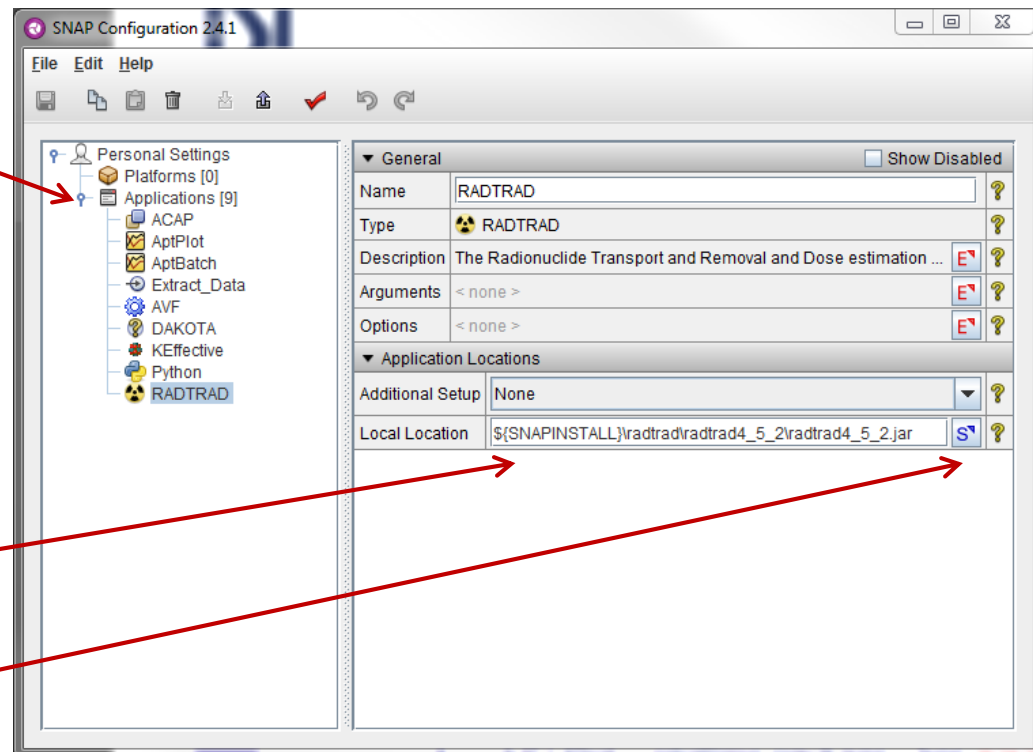 SNAP Configuration 2.4.1
File Edit Help
Personal Settings
Platforms [0]
Applications [9]
ACAP
AptPlot
AptBatch
Extract_Data
AVF
DAKOTA
KEffective
Python
RADTRAD
General
Show Disabled
Name RADTRAD
Type RADTRAD
Description The Radionuclide Transport and Removal and Dose estimation ... E
Arguments < none > E
Options < none > E
Application Locations
Additional Setup None
Local Location ${SNAPINSTALL}\radtrad\radtrad4_5_2\radtrad4_5_2.jar S